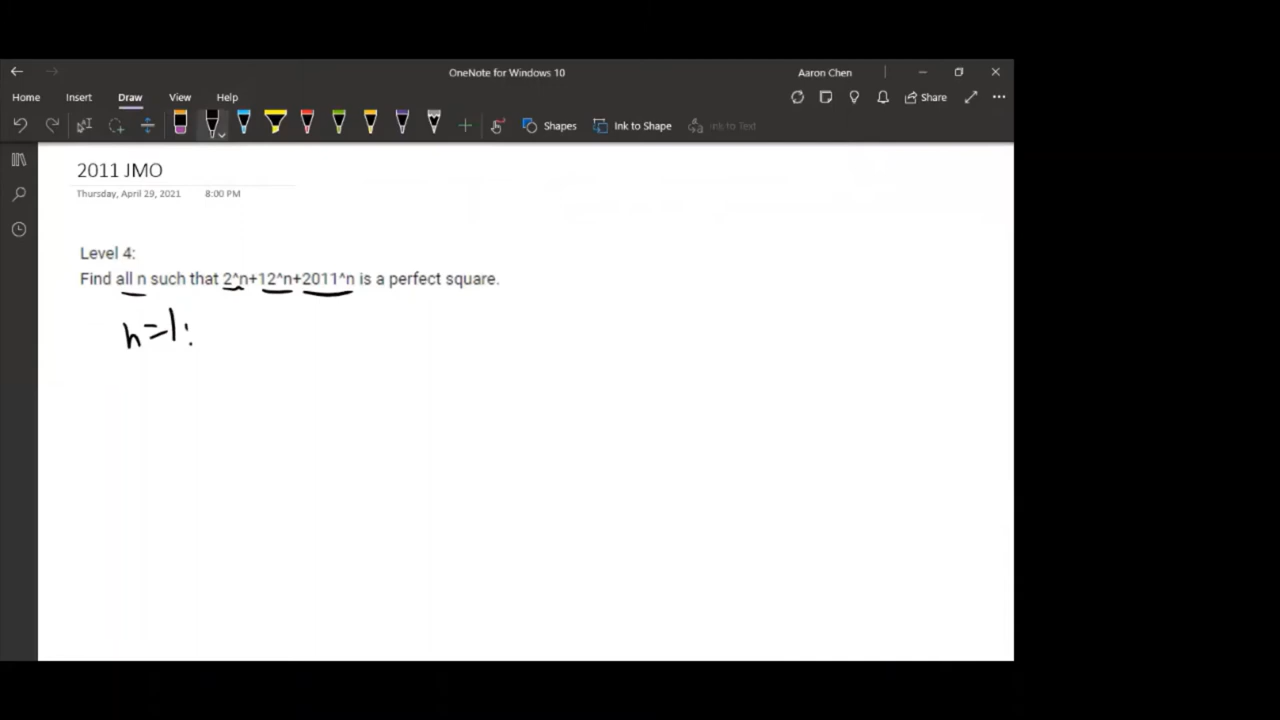 OneNote for Windows 10
Aaron Chen
Home Insert Draw View Help
Share
Shapes Ink to Shape Ink to Text
2011 JMO
Thursday, April 29, 2021 8:00 PM
Level 4:
Find all n such that 2^n+12^n+2011^n is a perfect square.
n=1: